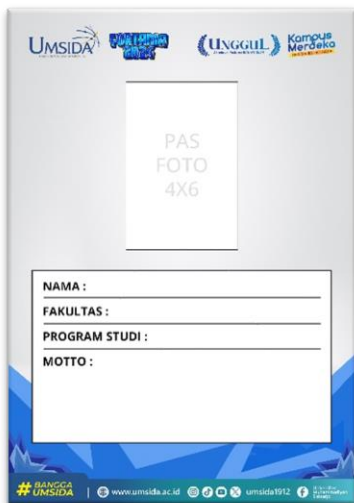 UMSIDA
UNGGUL
Kampus
Merdeka
PAS
FOTO
4X6
NAMA :
FAKULTAS :
PROGRAM STUDI :
MOTTO :
# BANGGA
UMSIDA
www.umsida.ac.id
umsida1912